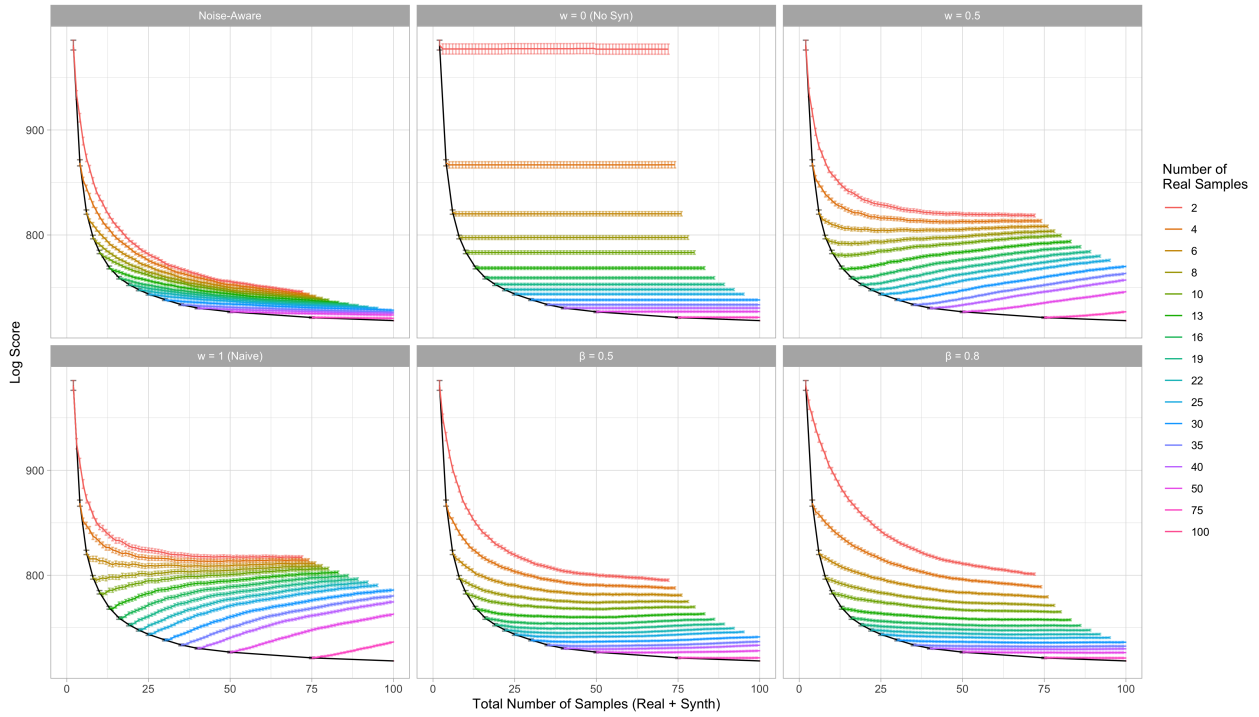 Noise-Aware
w = 0 (No Syn)
w = 0.5
900
800
w = 1 (Naive)
β = 0.5
β = 0.8
900
800
0 25 50 75 100
0 25 50 75 100
0 25 50 75 100
Total Number of Samples (Real + Synth)
Log Score
Number of
Real Samples
2
4
6
8
10
13
16
19
22
25
30
35
40
50
75
100